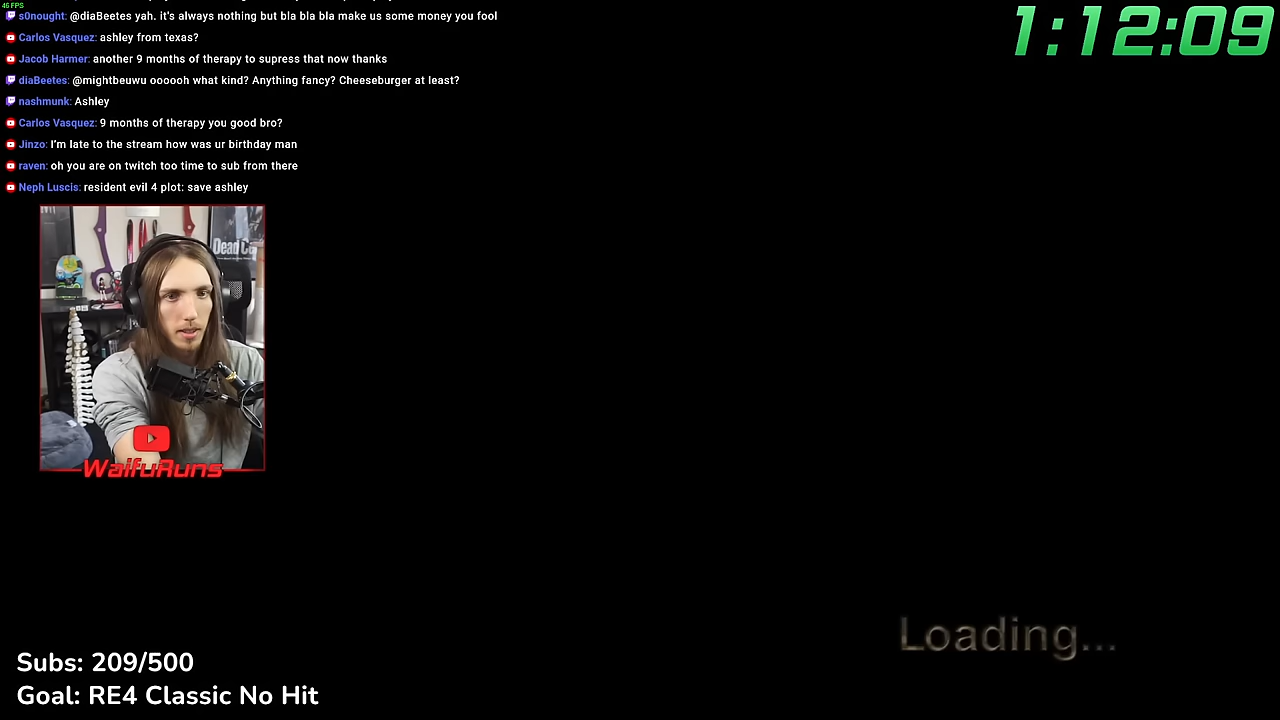 46 FPS
s0nought: @diaBeetes yah. it's always nothing but bla bla bla make us some money you fool
Carlos Vasquez: ashley from texas?
Jacob Harmer: another 9 months of therapy to supress that now thanks
diaBeetes: @mightbeuwu oooooh what kind? Anything fancy? Cheeseburger at least?
nashmunk: Ashley
Carlos Vasquez: 9 months of therapy you good bro?
Jinzo: I'm late to the stream how was ur birthday man
raven: oh you are on twitch too time to sub from there
Neph Luscis: resident evil 4 plot: save ashley
1:12:09
Dead
WaifuRuns
Loading...
Subs: 209/500
Goal: RE4 Classic No Hit